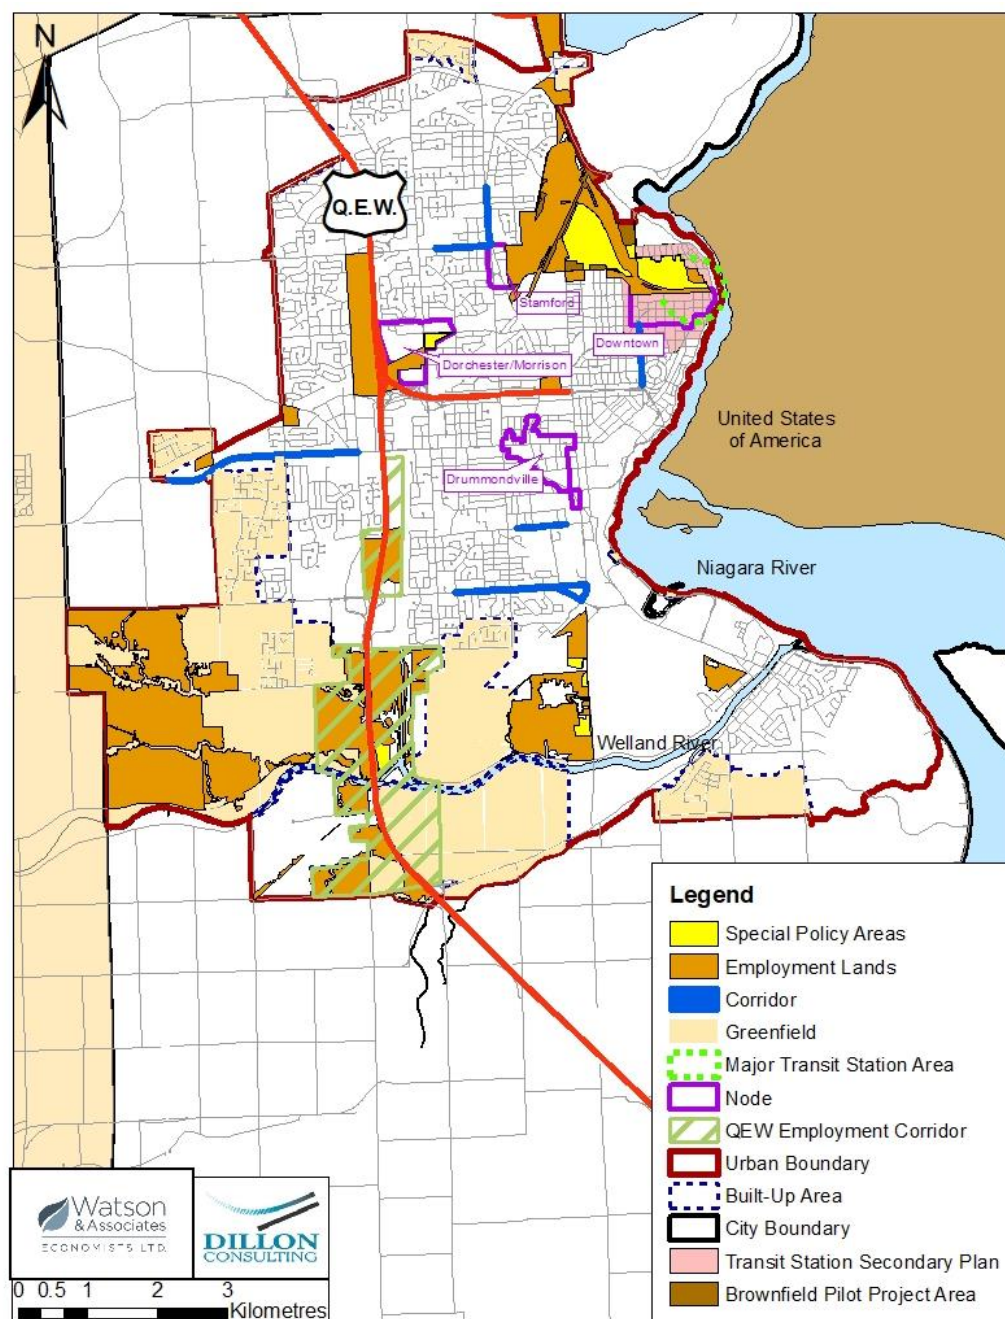 N
Q.E.W.
Stamford
Downtown
Dorchester/Morrison
United States
of America
Drummondville
Niagara River
Welland River
Legend
Special Policy Areas
Employment Lands
Corridor
Greenfield
Major Transit Station Area
Node
QEW Employment Corridor
Urban Boundary
Built-Up Area
City Boundary
Transit Station Secondary Plan
Brownfield Pilot Project Area
Watson
& Associates
ECONOMISTS LTD.
DILLON
CONSULTING
0 0.5 1 2 3
Kilometres